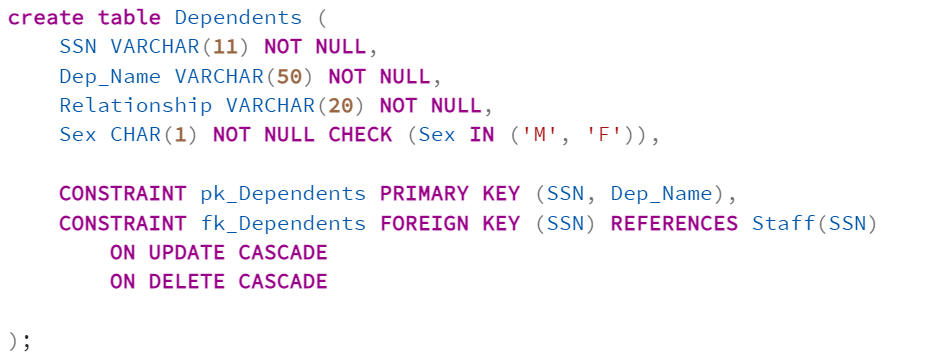 create table Dependents (
    SSN VARCHAR(11) NOT NULL,
    Dep_Name VARCHAR(50) NOT NULL,
    Relationship VARCHAR(20) NOT NULL,
    Sex CHAR(1) NOT NULL CHECK (Sex IN ('M', 'F')),
    CONSTRAINT pk_Dependents PRIMARY KEY (SSN, Dep_Name),
    CONSTRAINT fk_Dependents FOREIGN KEY (SSN) REFERENCES Staff(SSN)
        ON UPDATE CASCADE
        ON DELETE CASCADE
);